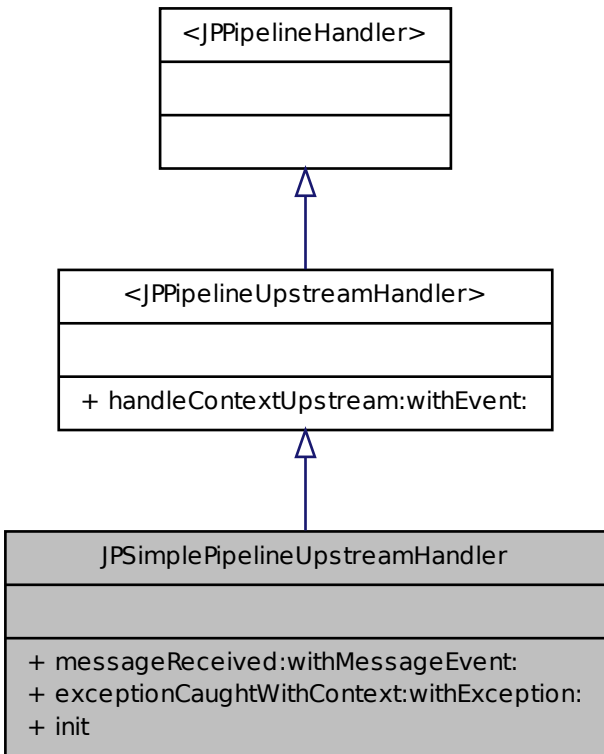 <JPPipelineHandler>
<JPPipelineUpstreamHandler>
+ handleContextUpstream:withEvent:
JPSimplePipelineUpstreamHandler
+ messageReceived:withMessageEvent:
+ exceptionCaughtWithContext:withException:
+ init